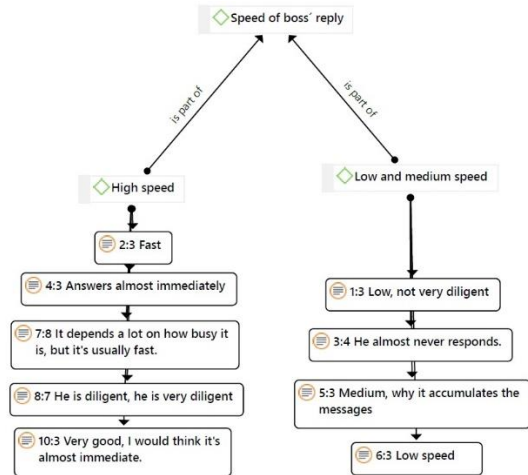 Speed of boss´ reply
is part of
is part of
High speed
Low and medium speed
2:3 Fast
4:3 Answers almost immediately
7:8 It depends a lot on how busy it
is, but it's usually fast.
8:7 He is diligent, he is very diligent
10:3 Very good, I would think it's
almost immediate.
1:3 Low, not very diligent
3:4 He almost never responds.
5:3 Medium, why it accumulates the
messages
6:3 Low speed